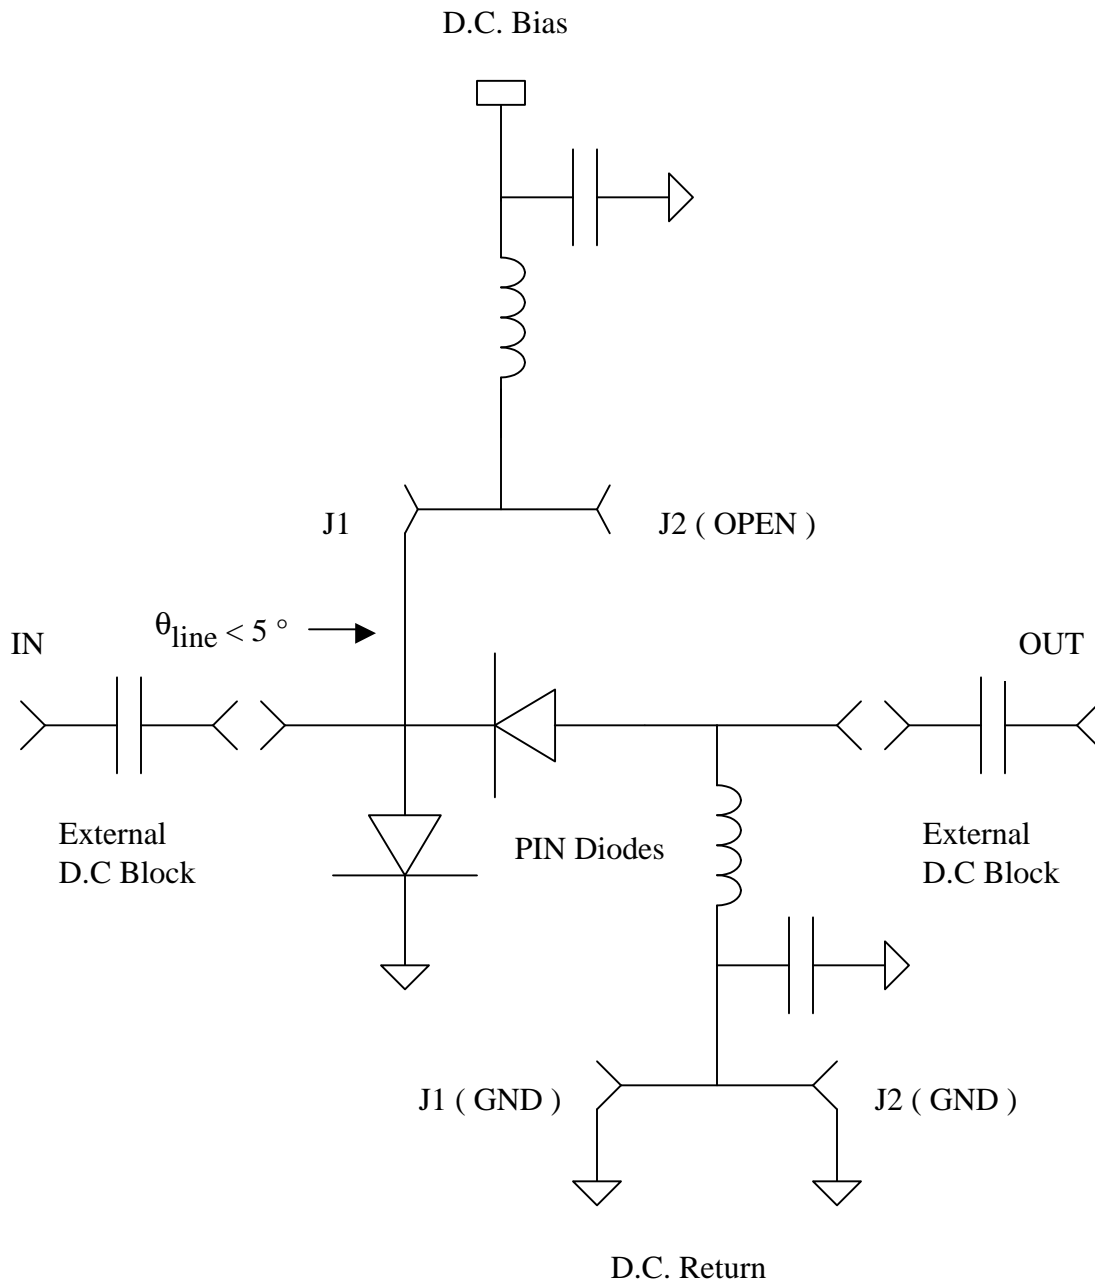 D.C. Bias
J1
J2 ( OPEN )
θline < 5 °
IN
OUT
External
D.C Block
PIN Diodes
External
D.C Block
J1 ( GND )
J2 ( GND )
D.C. Return